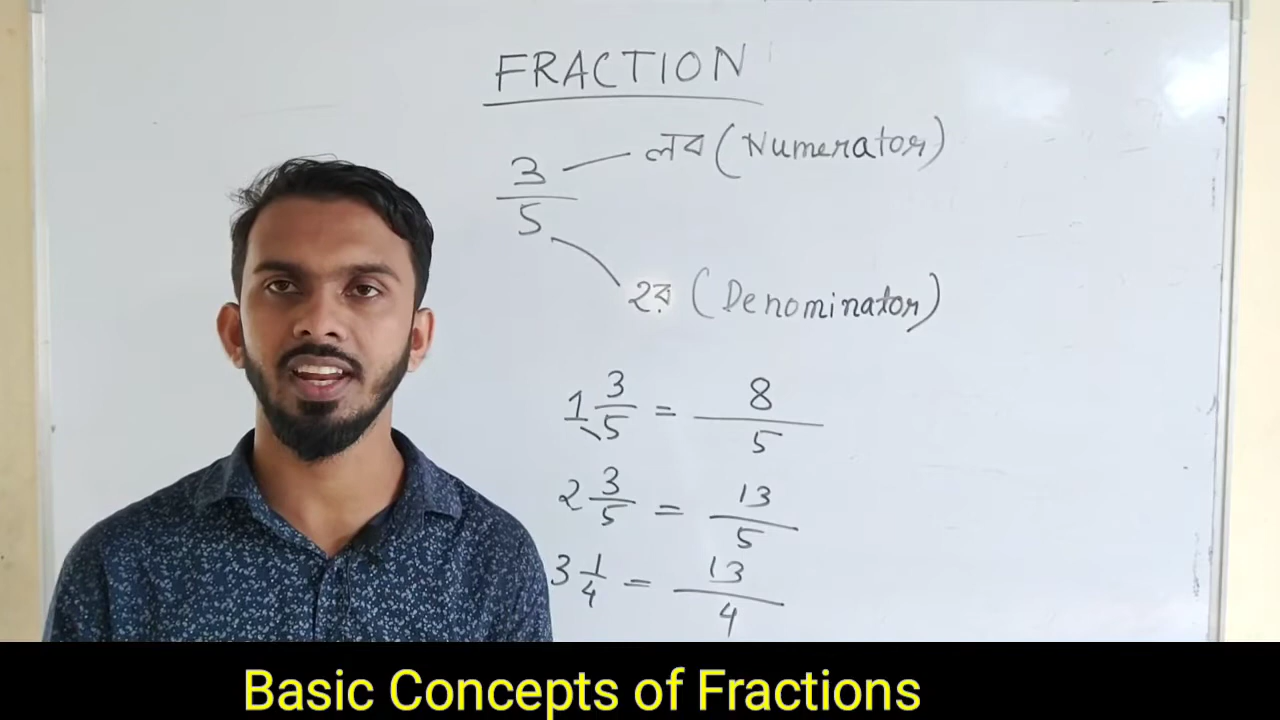 FRACTION
3/5
লব (Numerator)
হর (Denominator)
1 3/5 = 8/5
2 3/5 = 13/5
3 1/4 = 13/4
Basic Concepts of Fractions